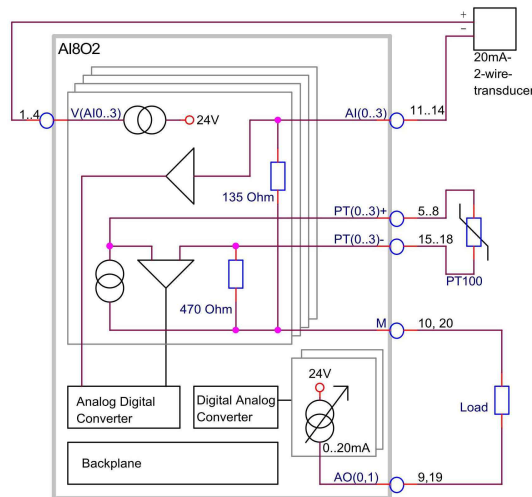 +
−
20mA-
2-wire-
transducer
AI8O2
1..4
V(AI0..3)
24V
AI(0..3)
11..14
135 Ohm
PT(0..3)+
5..8
PT(0..3)-
15..18
PT100
470 Ohm
M
10, 20
Analog Digital
Converter
Digital Analog
Converter
24V
0..20mA
Load
Backplane
AO(0,1)
9,19